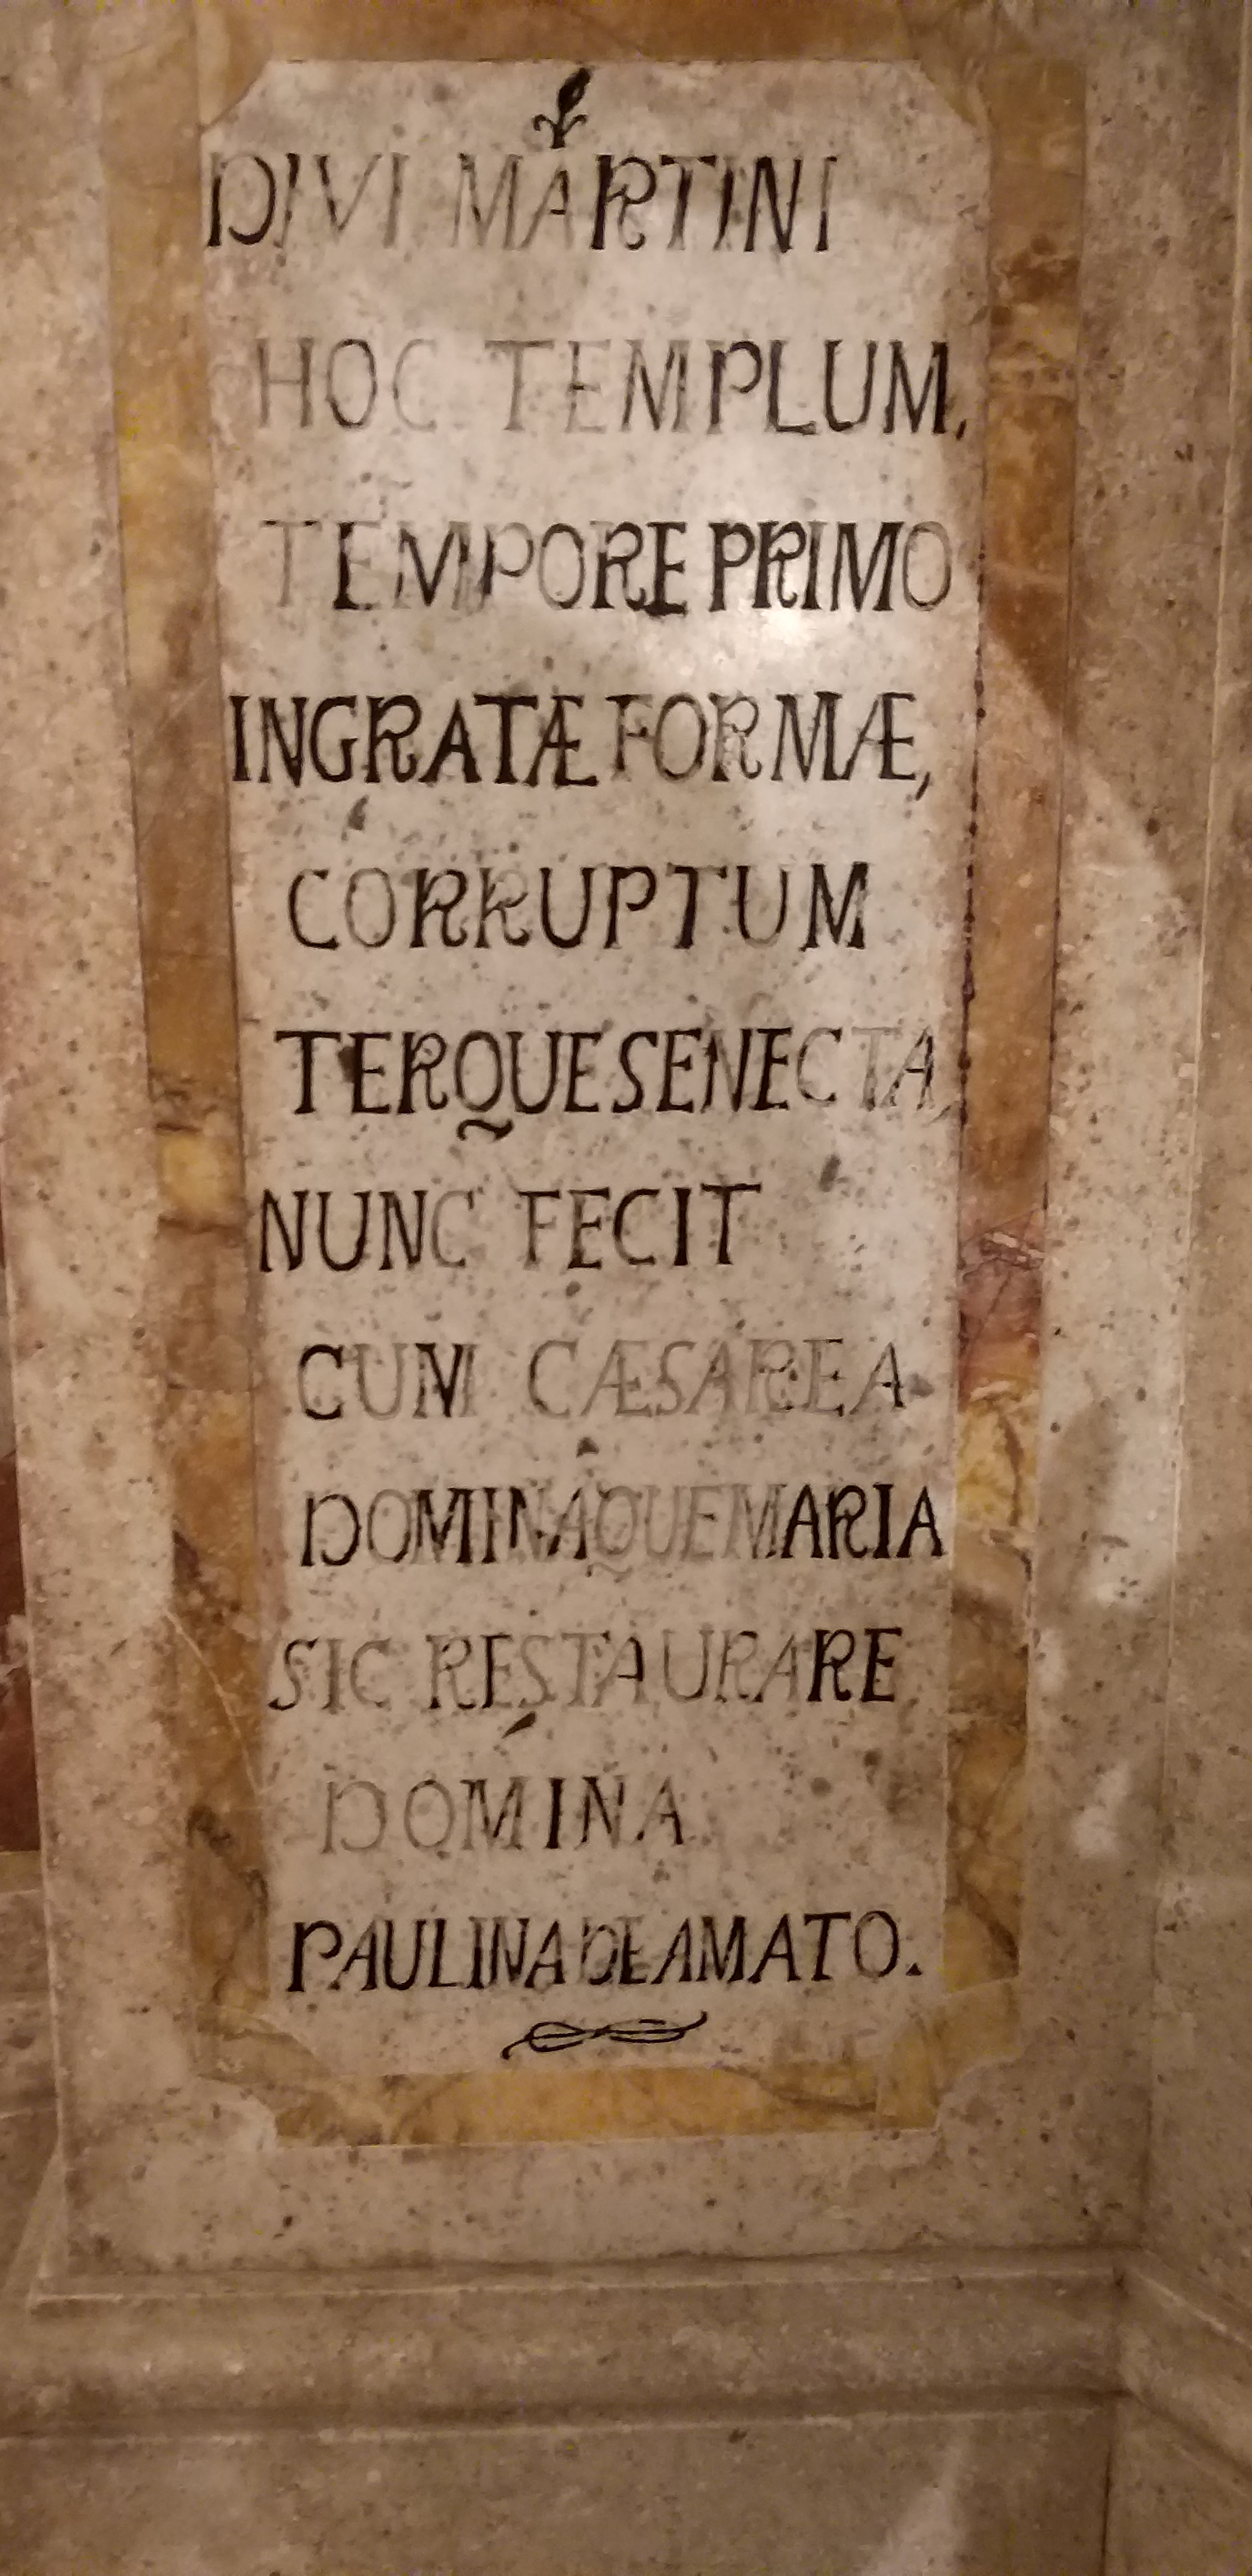 DIVI MARTINI
HOC TEMPLUM,
TEMPORE PRIMO
INGRATÆ FORMÆ,
CORRUPTUM
TERQUE SENECTA,
NUNC FECIT
CUM CÆSAREA
DOMINAQUE MARIA
SIC RESTAURARE
DOMINA
PAULINA DE AMATO.